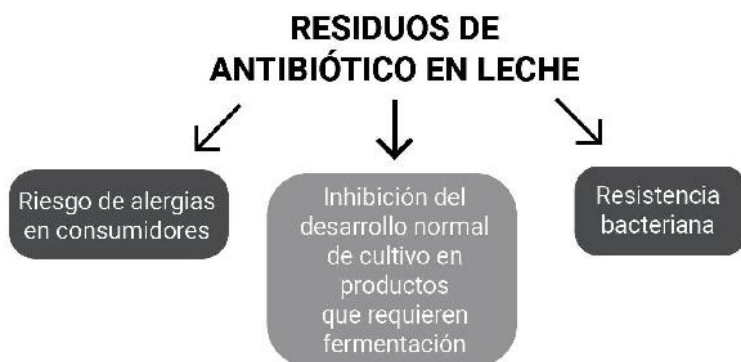 RESIDUOS DE
ANTIBIÓTICO EN LECHE
Riesgo de alergias
en consumidores
Inhibición del
desarrollo normal
de cultivo en
productos
que requieren
fermentación
Resistencia
bacteriana